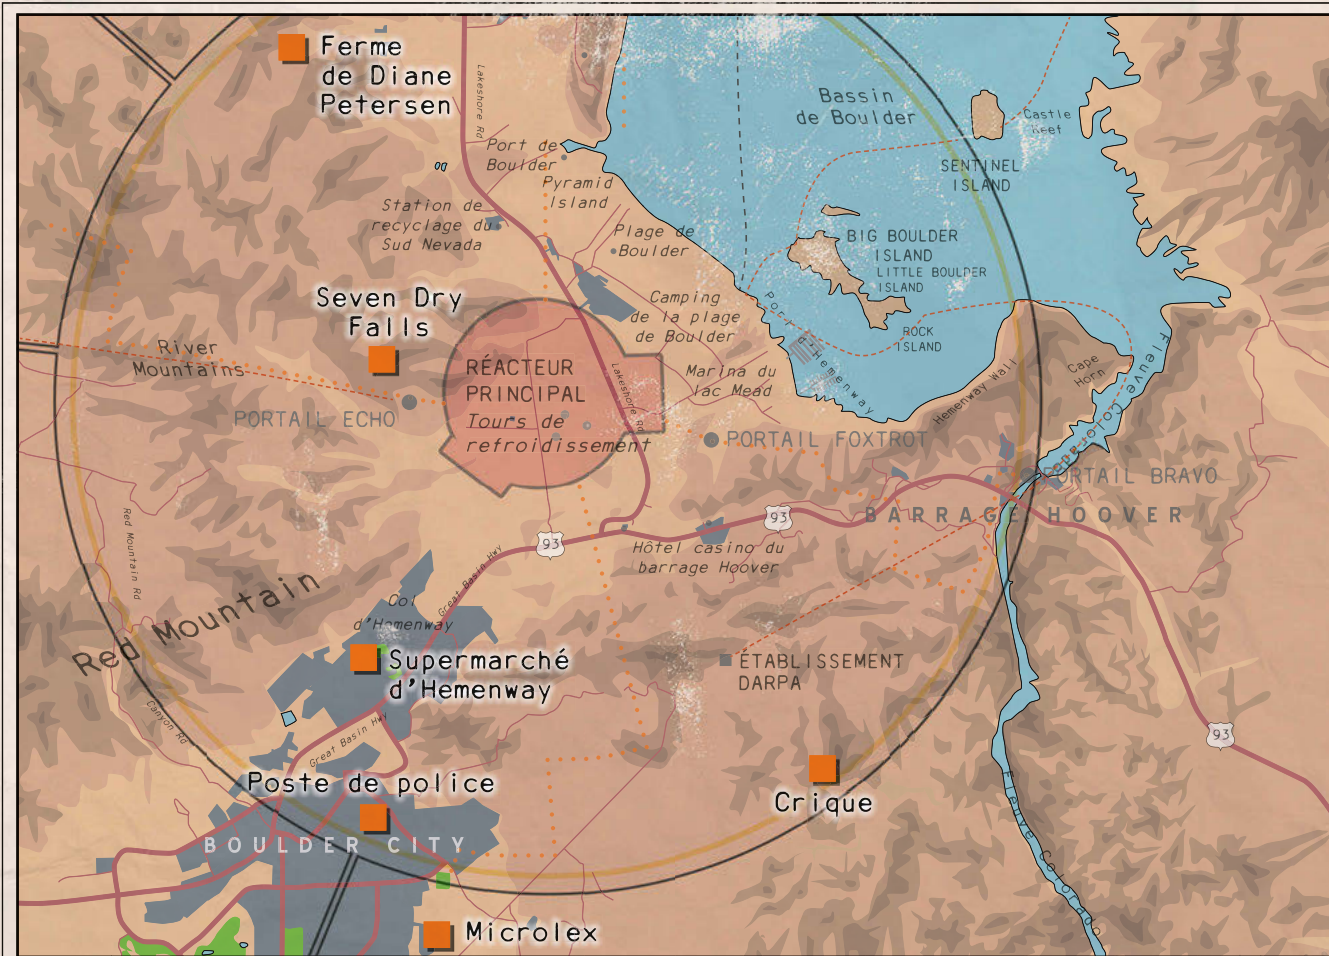 Ferme
de Diane
Petersen
Lakeshore Rd
Bassin
de Boulder
Castle
Reef
Port de
Boulder
SENTINEL
ISLAND
Pyramid
Island
Station de
recyclage du
Sud Nevada
Plage de
Boulder
BIG BOULDER
ISLAND
LITTLE BOULDER
ISLAND
Seven Dry
Falls
Camping
de la plage
de Boulder
Port d'Hemenway
ROCK
ISLAND
River
Mountains
RÉACTEUR
PRINCIPAL
Tours de
refroidissement
Lakeshore Rd
Marina du
lac Mead
Hemenway Wall
Cape
Horn
Fleuve Colorado
PORTAIL ECHO
PORTAIL FOXTROT
PORTAIL BRAVO
BARRAGE HOOVER
93
93
Hôtel casino du
barrage Hoover
Red Mountain Rd
Great Basin Hwy
Red Mountain
Col
d'Hemenway
Supermarché
d'Hemenway
ÉTABLISSEMENT
DARPA
Canyon Rd
Great Basin Hwy
93
Poste de police
Crique
BOULDER CITY
Fleuve Colorado
Microlex